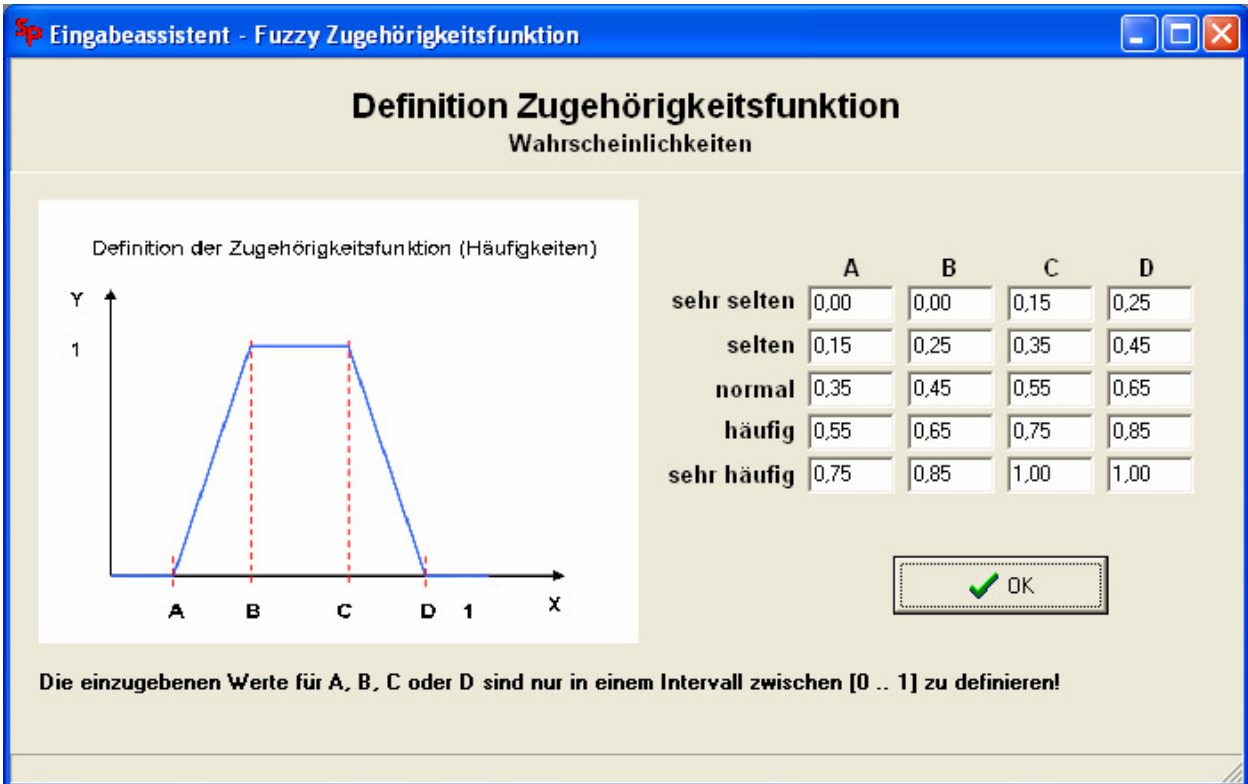 Sp Eingabeassistent - Fuzzy Zugehörigkeitsfunktion
Definition Zugehörigkeitsfunktion
Wahrscheinlichkeiten
Definition der Zugehörigkeitsfunktion (Häufigkeiten)
Y
1
A B C D 1 X
A B C D
sehr selten 0,00 0,00 0,15 0,25
selten 0,15 0,25 0,35 0,45
normal 0,35 0,45 0,55 0,65
häufig 0,55 0,65 0,75 0,85
sehr häufig 0,75 0,85 1,00 1,00
OK
Die einzugebenen Werte für A, B, C oder D sind nur in einem Intervall zwischen [0 .. 1] zu definieren!